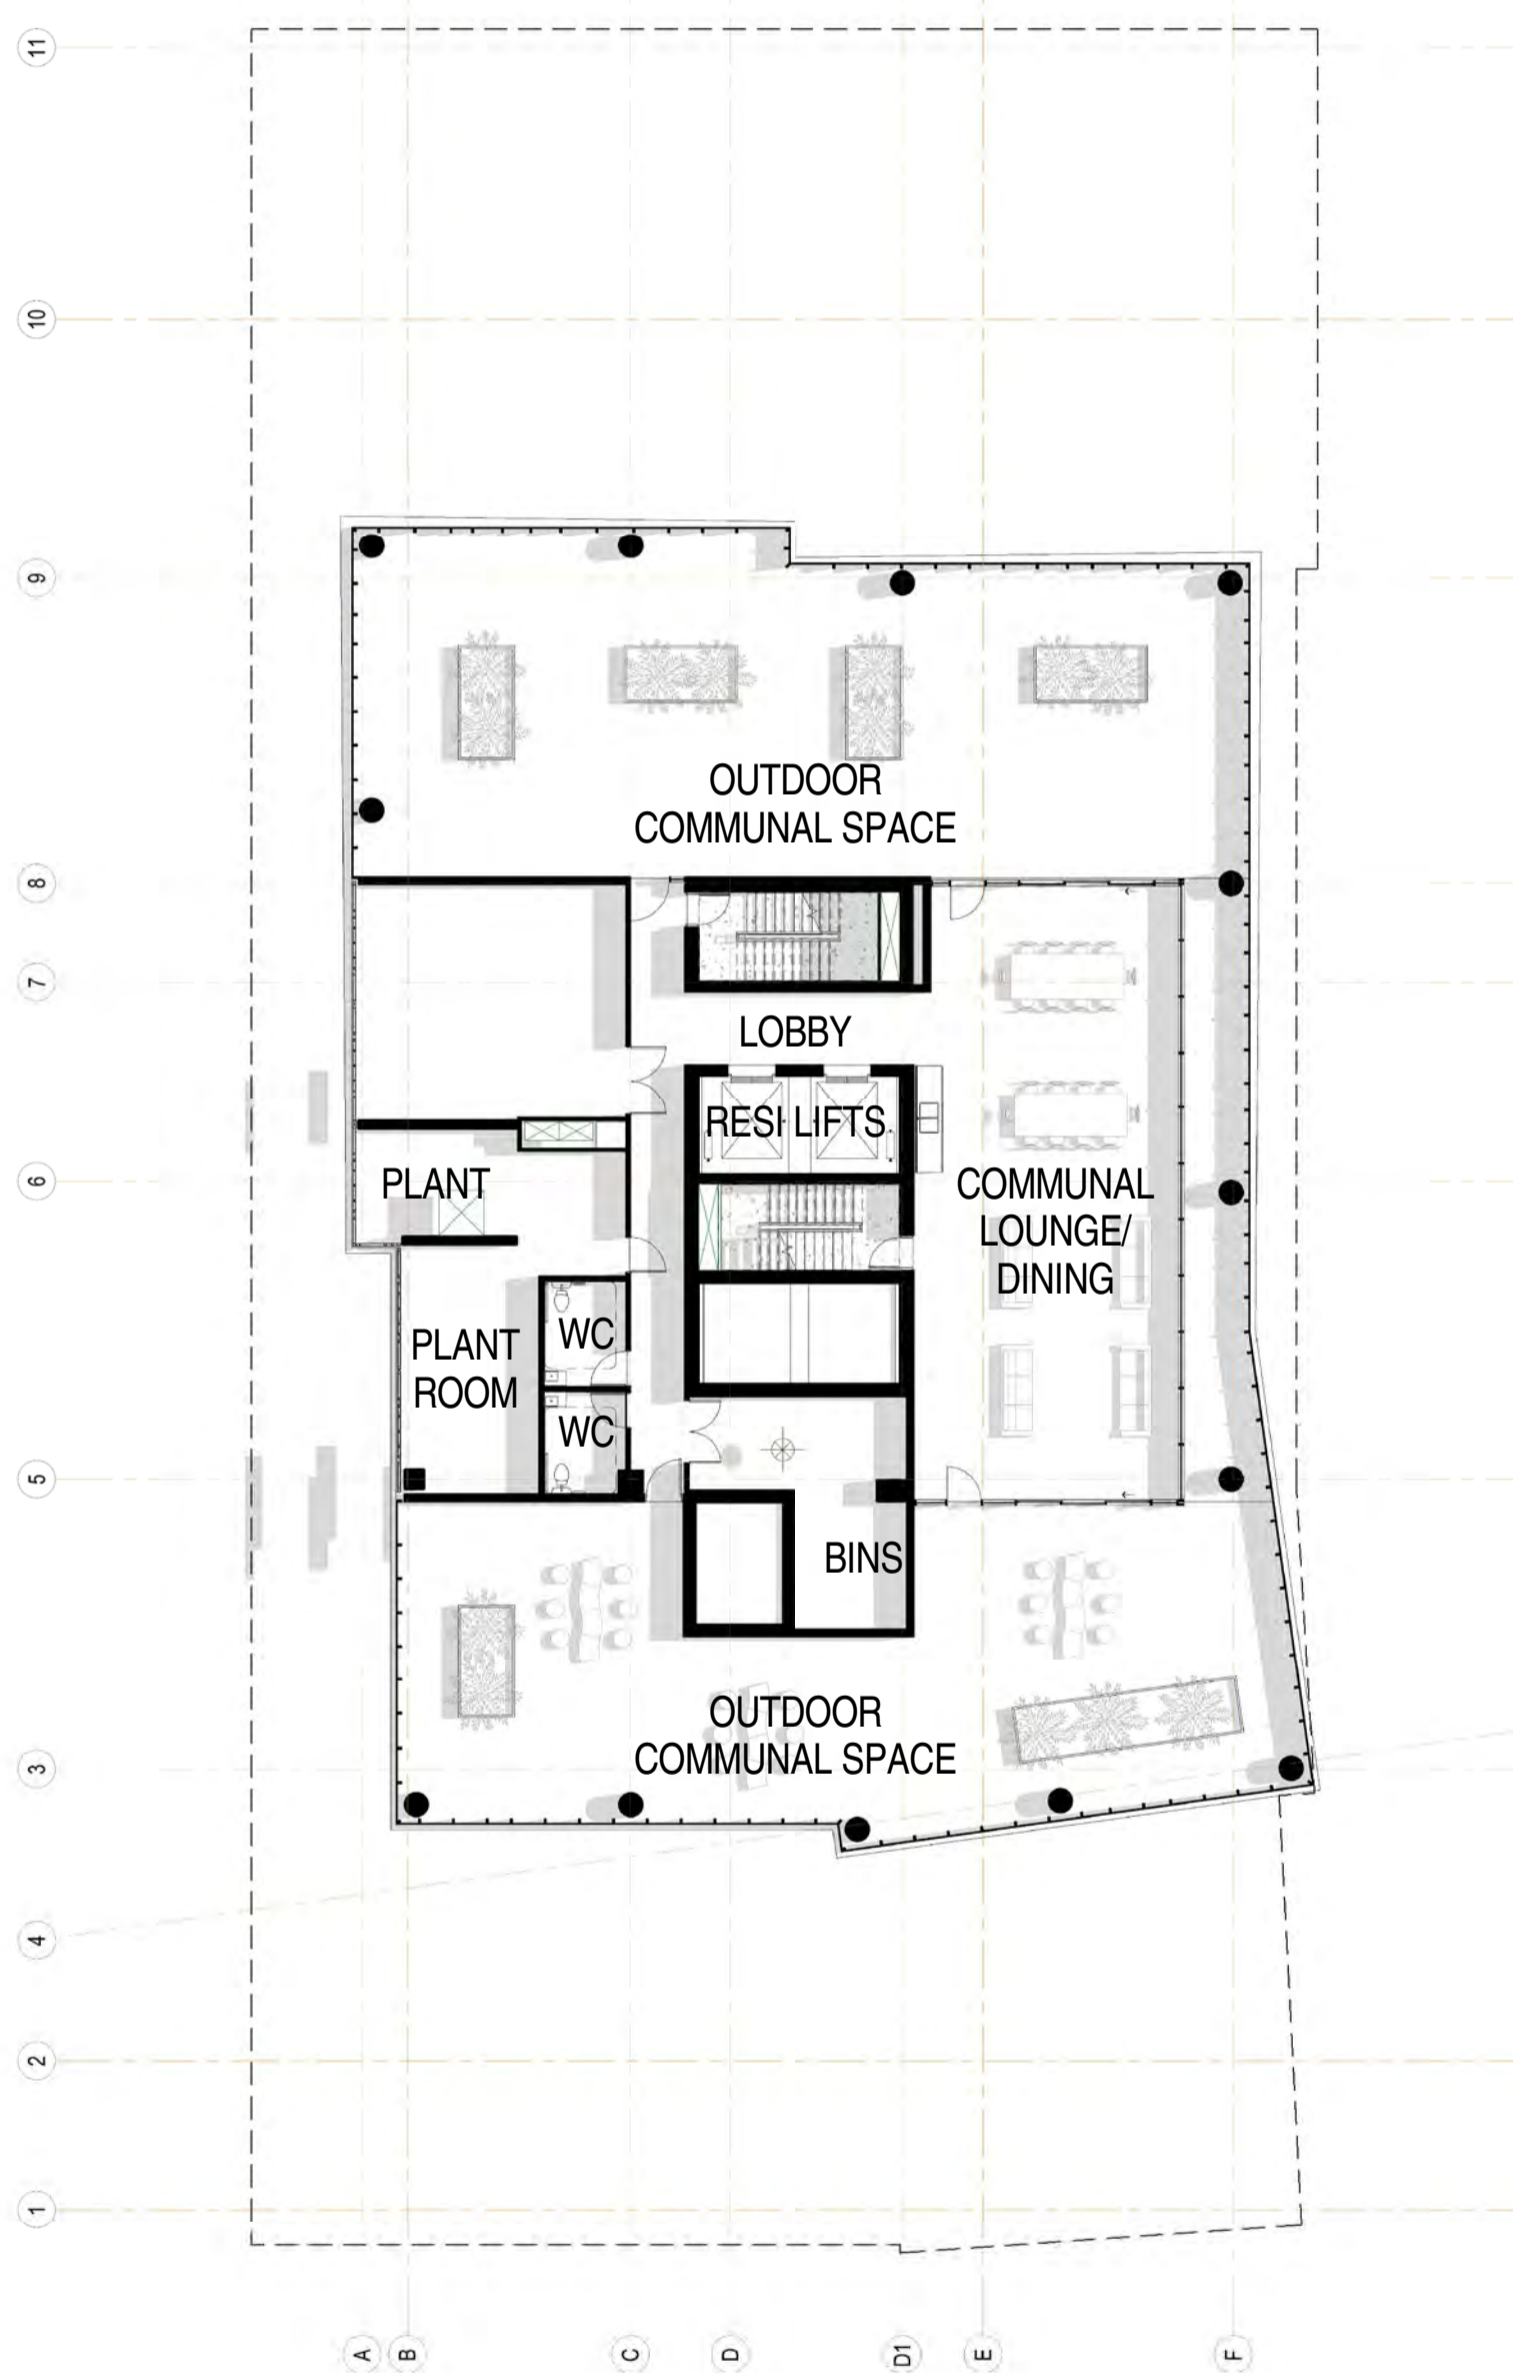 11
10
9
OUTDOOR
COMMUNAL SPACE
8
7
LOBBY
RESI LIFTS
6
PLANT
COMMUNAL
LOUNGE/
DINING
PLANT
ROOM
WC
WC
5
BINS
OUTDOOR
COMMUNAL SPACE
3
4
2
1
A
B
C
D
D1
E
F